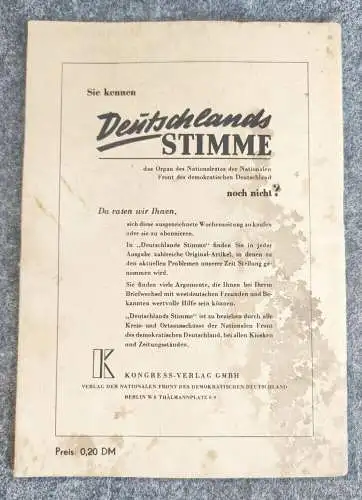 Sie kennen
Deutschlands
STIMME
das Organ des Nationalrates der Nationalen
Front des demokratischen Deutschland
noch nicht?
Da raten wir Ihnen,
sich diese ausgezeichnete Wochenzeitung zu kaufen
oder sie zu abonnieren.
In „Deutschlands Stimme" finden Sie in jeder
Ausgabe zahlreiche Original-Artikel, in denen zu
den aktuellen Problemen unserer Zeit Stellung ge-
nommen wird.
Sie finden viele Argumente, die Ihnen bei Ihrem
Briefwechsel mit westdeutschen Freunden und Be-
kannten wertvolle Hilfe sein können.
„Deutschlands Stimme" ist zu beziehen durch alle
Kreis- und Ortsausschüsse der Nationalen Front
des demokratischen Deutschland, bei allen Kiosken
und Zeitungsständen.
K KONGRESS-VERLAG GMBH
VERLAG DER NATIONALEN FRONT DES DEMOKRATISCHEN DEUTSCHLAND
BERLIN W 8 THÄLMANNPLATZ 8-9
Preis: 0,20 DM